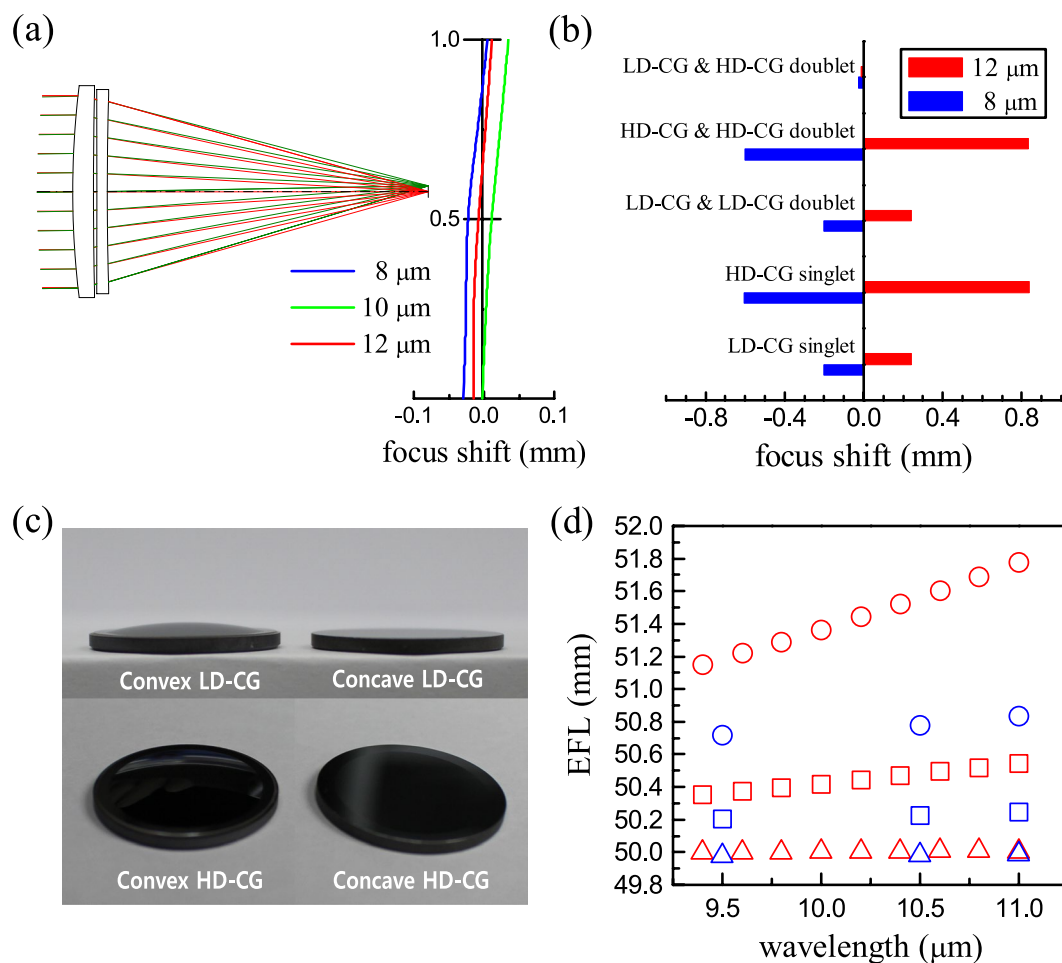 (a)
1.0
0.5
8 μm
10 μm
12 μm
-0.1 0.0 0.1
focus shift (mm)
(b)
LD-CG & HD-CG doublet
HD-CG & HD-CG doublet
LD-CG & LD-CG doublet
HD-CG singlet
LD-CG singlet
12 μm
8 μm
-0.8 -0.4 0.0 0.4 0.8
focus shift (mm)
(c)
Convex LD-CG
Concave LD-CG
Convex HD-CG
Concave HD-CG
(d)
52.0
51.8
51.6
51.4
51.2
51.0
50.8
50.6
50.4
50.2
50.0
49.8
EFL (mm)
9.5 10.0 10.5 11.0
wavelength (μm)